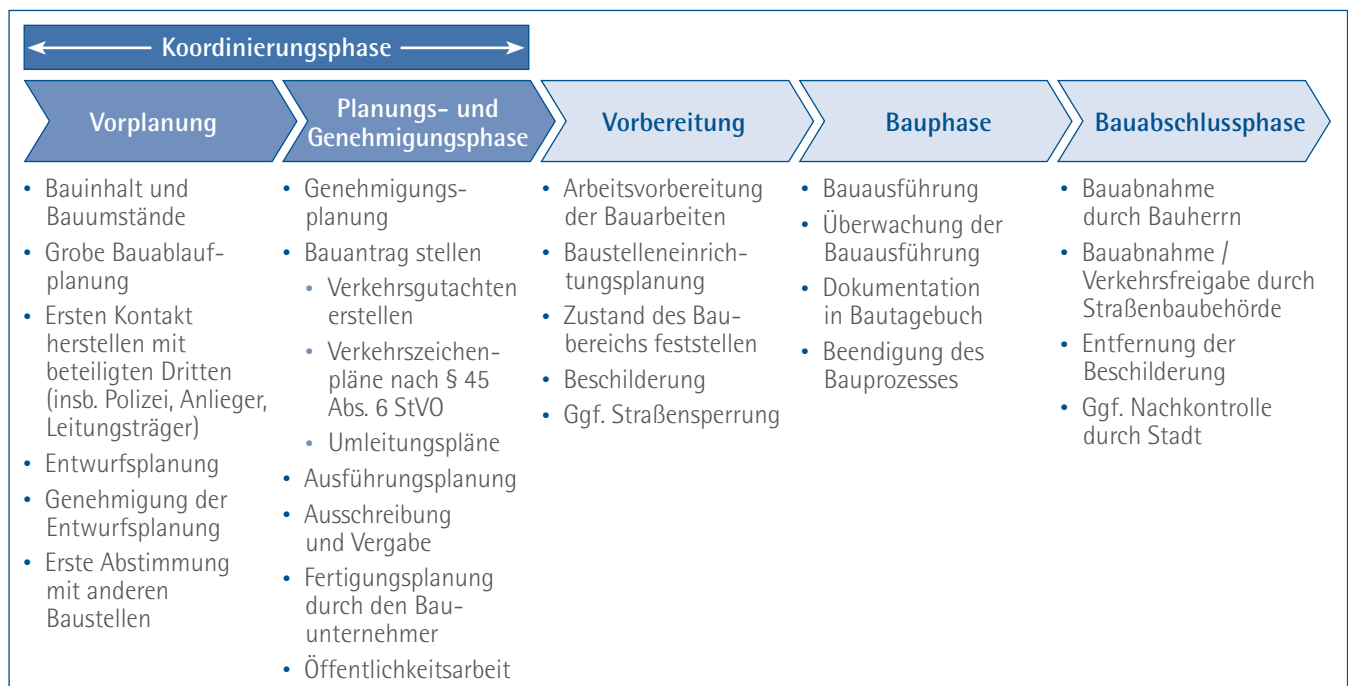 Koordinierungsphase
Vorplanung
• Bauinhalt und
Bauumstände
• Grobe Bauablauf-
planung
• Ersten Kontakt
herstellen mit
beteiligten Dritten
(insb. Polizei, Anlieger,
Leitungsträger)
• Entwurfsplanung
• Genehmigung der
Entwurfsplanung
• Erste Abstimmung
mit anderen
Baustellen
Planungs- und
Genehmigungsphase
• Genehmigungs-
planung
• Bauantrag stellen
• Verkehrsgutachten
erstellen
• Verkehrszeichen-
pläne nach § 45
Abs. 6 StVO
• Umleitungspläne
• Ausführungsplanung
• Ausschreibung
und Vergabe
• Fertigungsplanung
durch den Bau-
unternehmer
• Öffentlichkeitsarbeit
Vorbereitung
• Arbeitsvorbereitung
der Bauarbeiten
• Baustelleneinrich-
tungsplanung
• Zustand des Bau-
bereichs feststellen
• Beschilderung
• Ggf. Straßensperrung
Bauphase
• Bauausführung
• Überwachung der
Bauausführung
• Dokumentation
in Bautagebuch
• Beendigung des
Bauprozesses
Bauabschlussphase
• Bauabnahme
durch Bauherrn
• Bauabnahme /
Verkehrsfreigabe durch
Straßenbaubehörde
• Entfernung der
Beschilderung
• Ggf. Nachkontrolle
durch Stadt